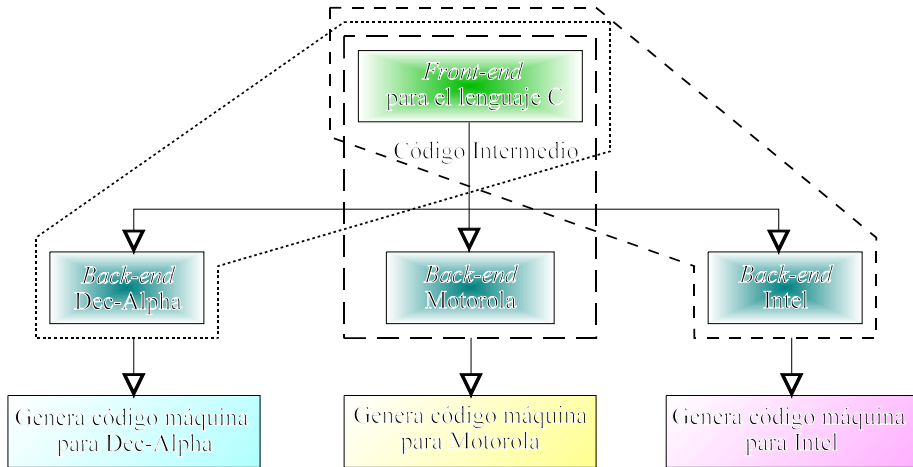 Front-end
para el lenguaje C
Código Intermedio
Back-end
Dec-Alpha
Back-end
Motorola
Back-end
Intel
Genera código máquina
para Dec-Alpha
Genera código máquina
para Motorola
Genera código máquina
para Intel